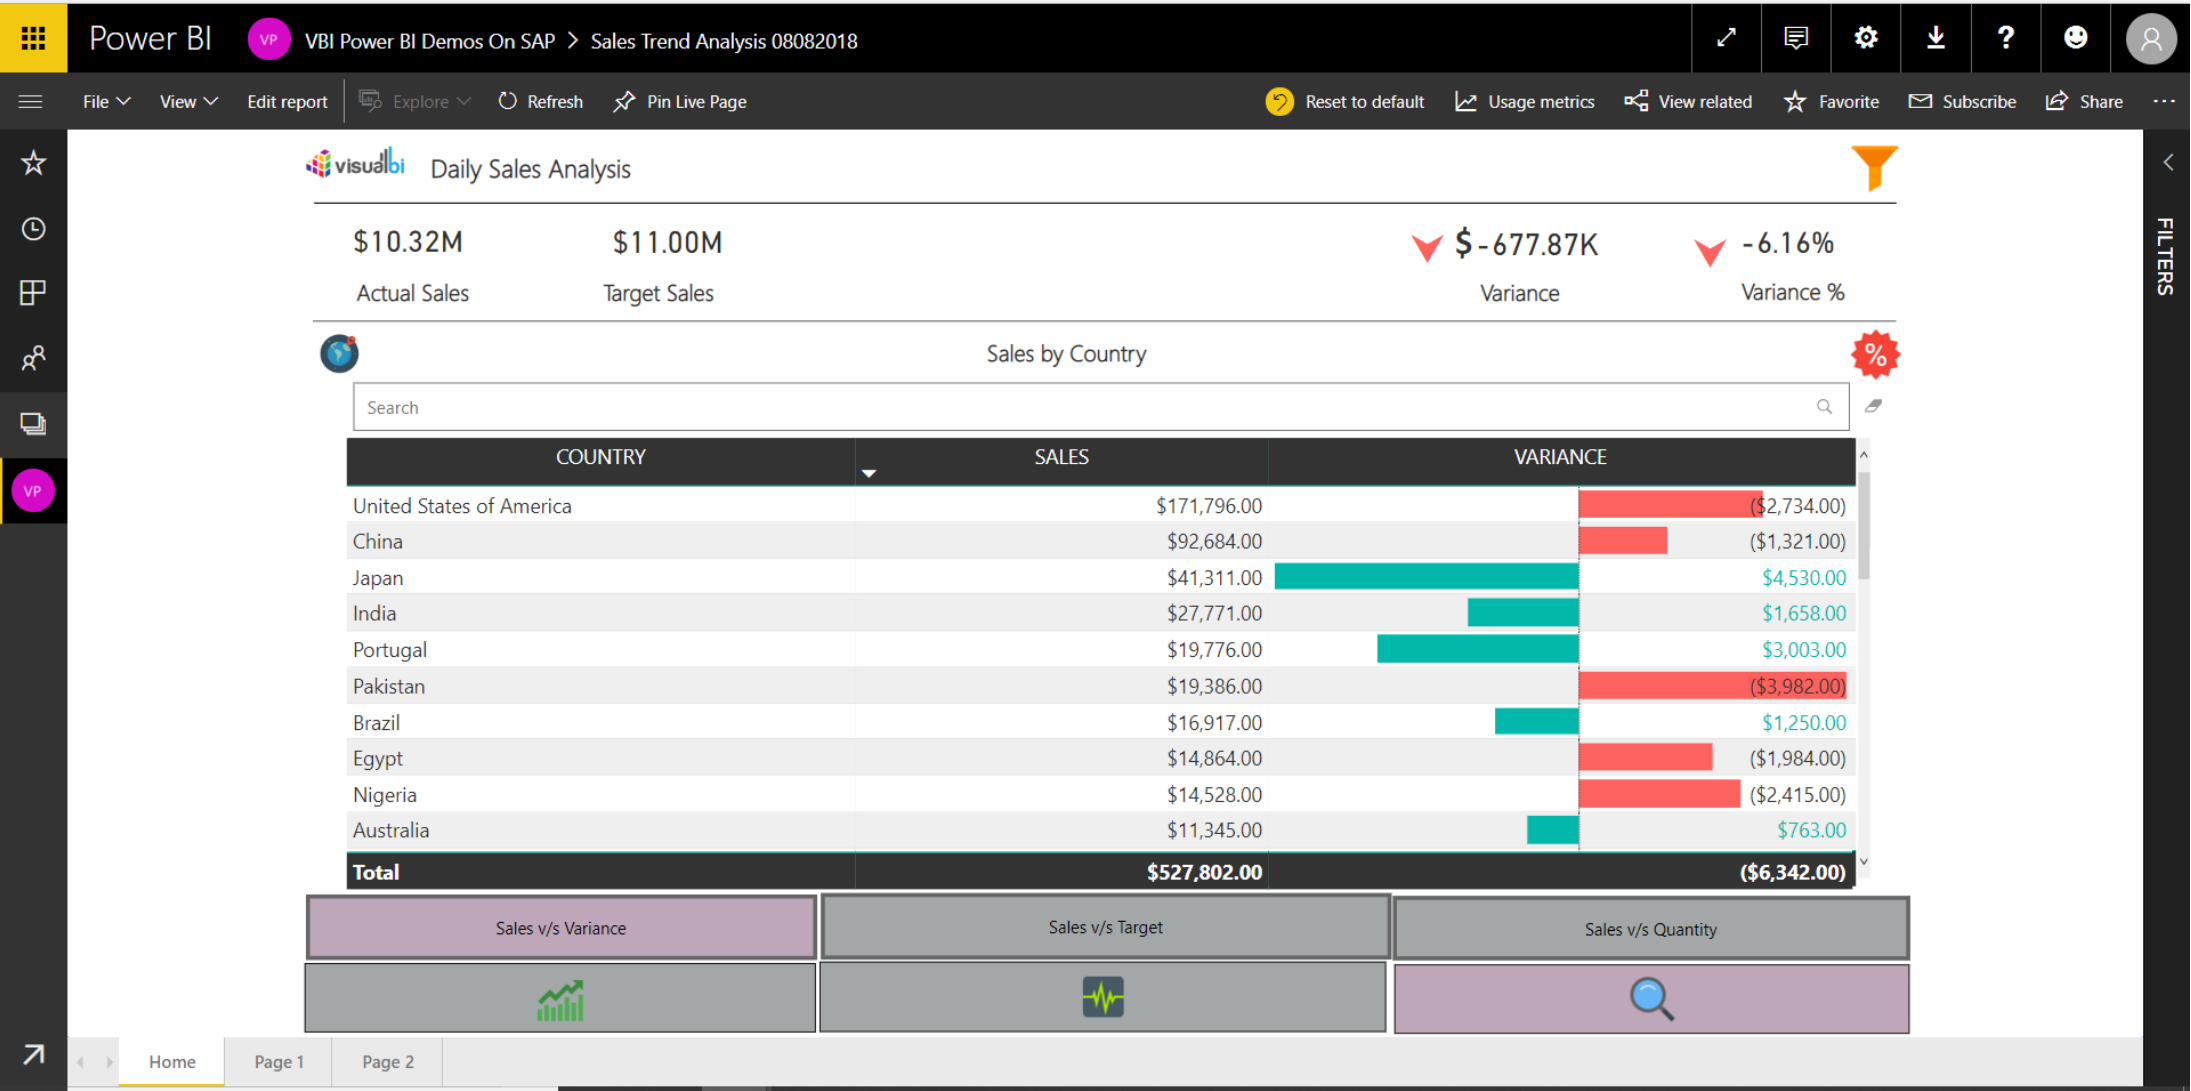 Power BI VP VBI Power BI Demos On SAP > Sales Trend Analysis 08082018 ?
File View Edit report Explore Refresh Pin Live Page Reset to default Usage metrics View related Favorite Subscribe Share ...
visualbi Daily Sales Analysis
$10.32M $11.00M $-677.87K -6.16%
Actual Sales Target Sales Variance Variance %
FILTERS
Sales by Country %
Search
COUNTRY SALES VARIANCE
VP
United States of America $171,796.00 ($2,734.00)
China $92,684.00 ($1,321.00)
Japan $41,311.00 $4,530.00
India $27,771.00 $1,658.00
Portugal $19,776.00 $3,003.00
Pakistan $19,386.00 ($3,982.00)
Brazil $16,917.00 $1,250.00
Egypt $14,864.00 ($1,984.00)
Nigeria $14,528.00 ($2,415.00)
Australia $11,345.00 $763.00
Total $527,802.00 ($6,342.00)
Sales v/s Variance Sales v/s Target Sales v/s Quantity
Home Page 1 Page 2